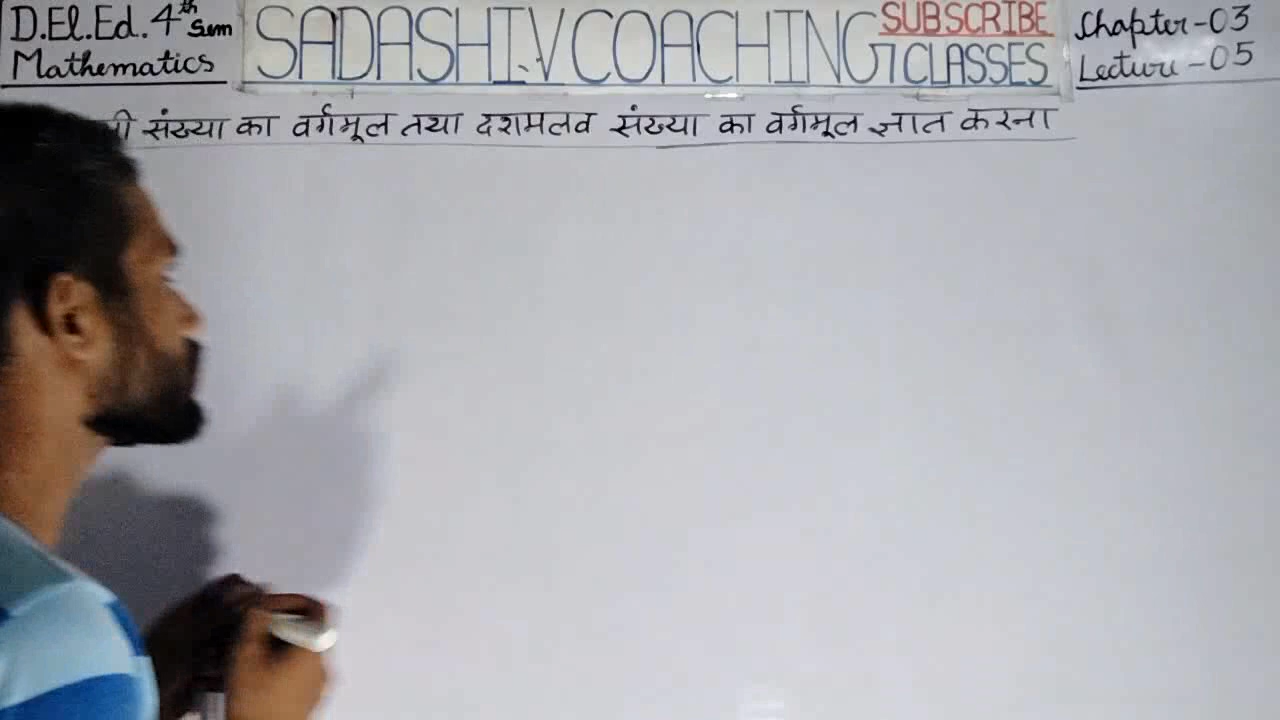 D.El.Ed. 4th Sem
Mathematics
SADASHIV COACHING
SUBSCRIBE
CLASSES
Chapter-03
Lecture-05
संख्या का वर्गमूल तथा दशमलव संख्या का वर्गमूल ज्ञात करना